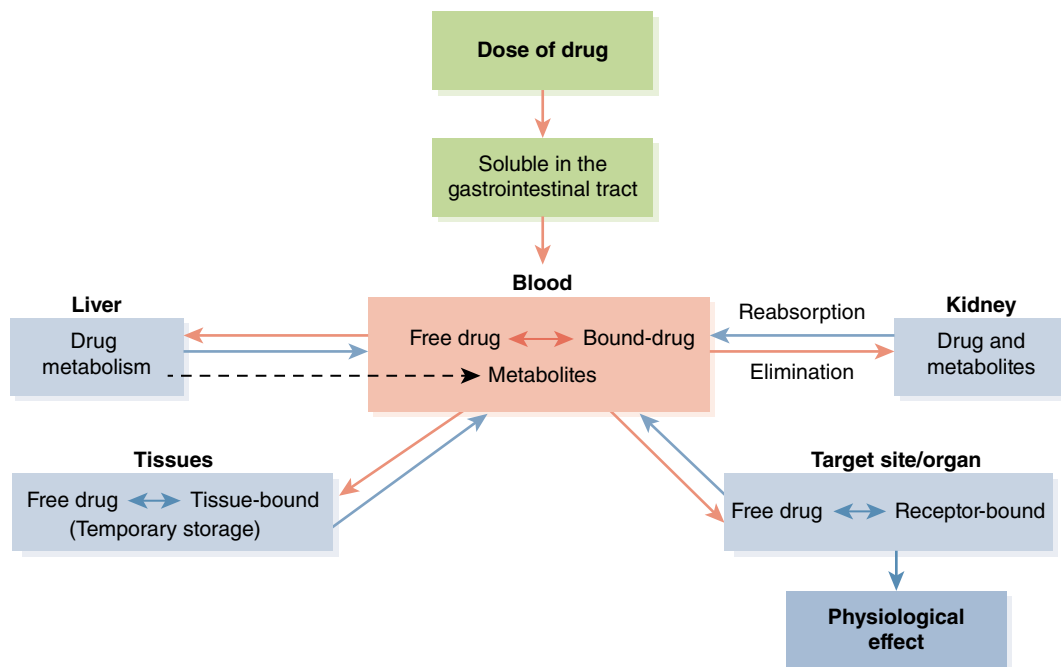 Dose of drug
Soluble in the
gastrointestinal tract
Blood
Liver
Reabsorption
Kidney
Drug
metabolism
Free drug
Bound-drug
Metabolites
Elimination
Drug and
metabolites
Tissues
Free drug
Tissue-bound
(Temporary storage)
Target site/organ
Free drug
Receptor-bound
Physiological
effect